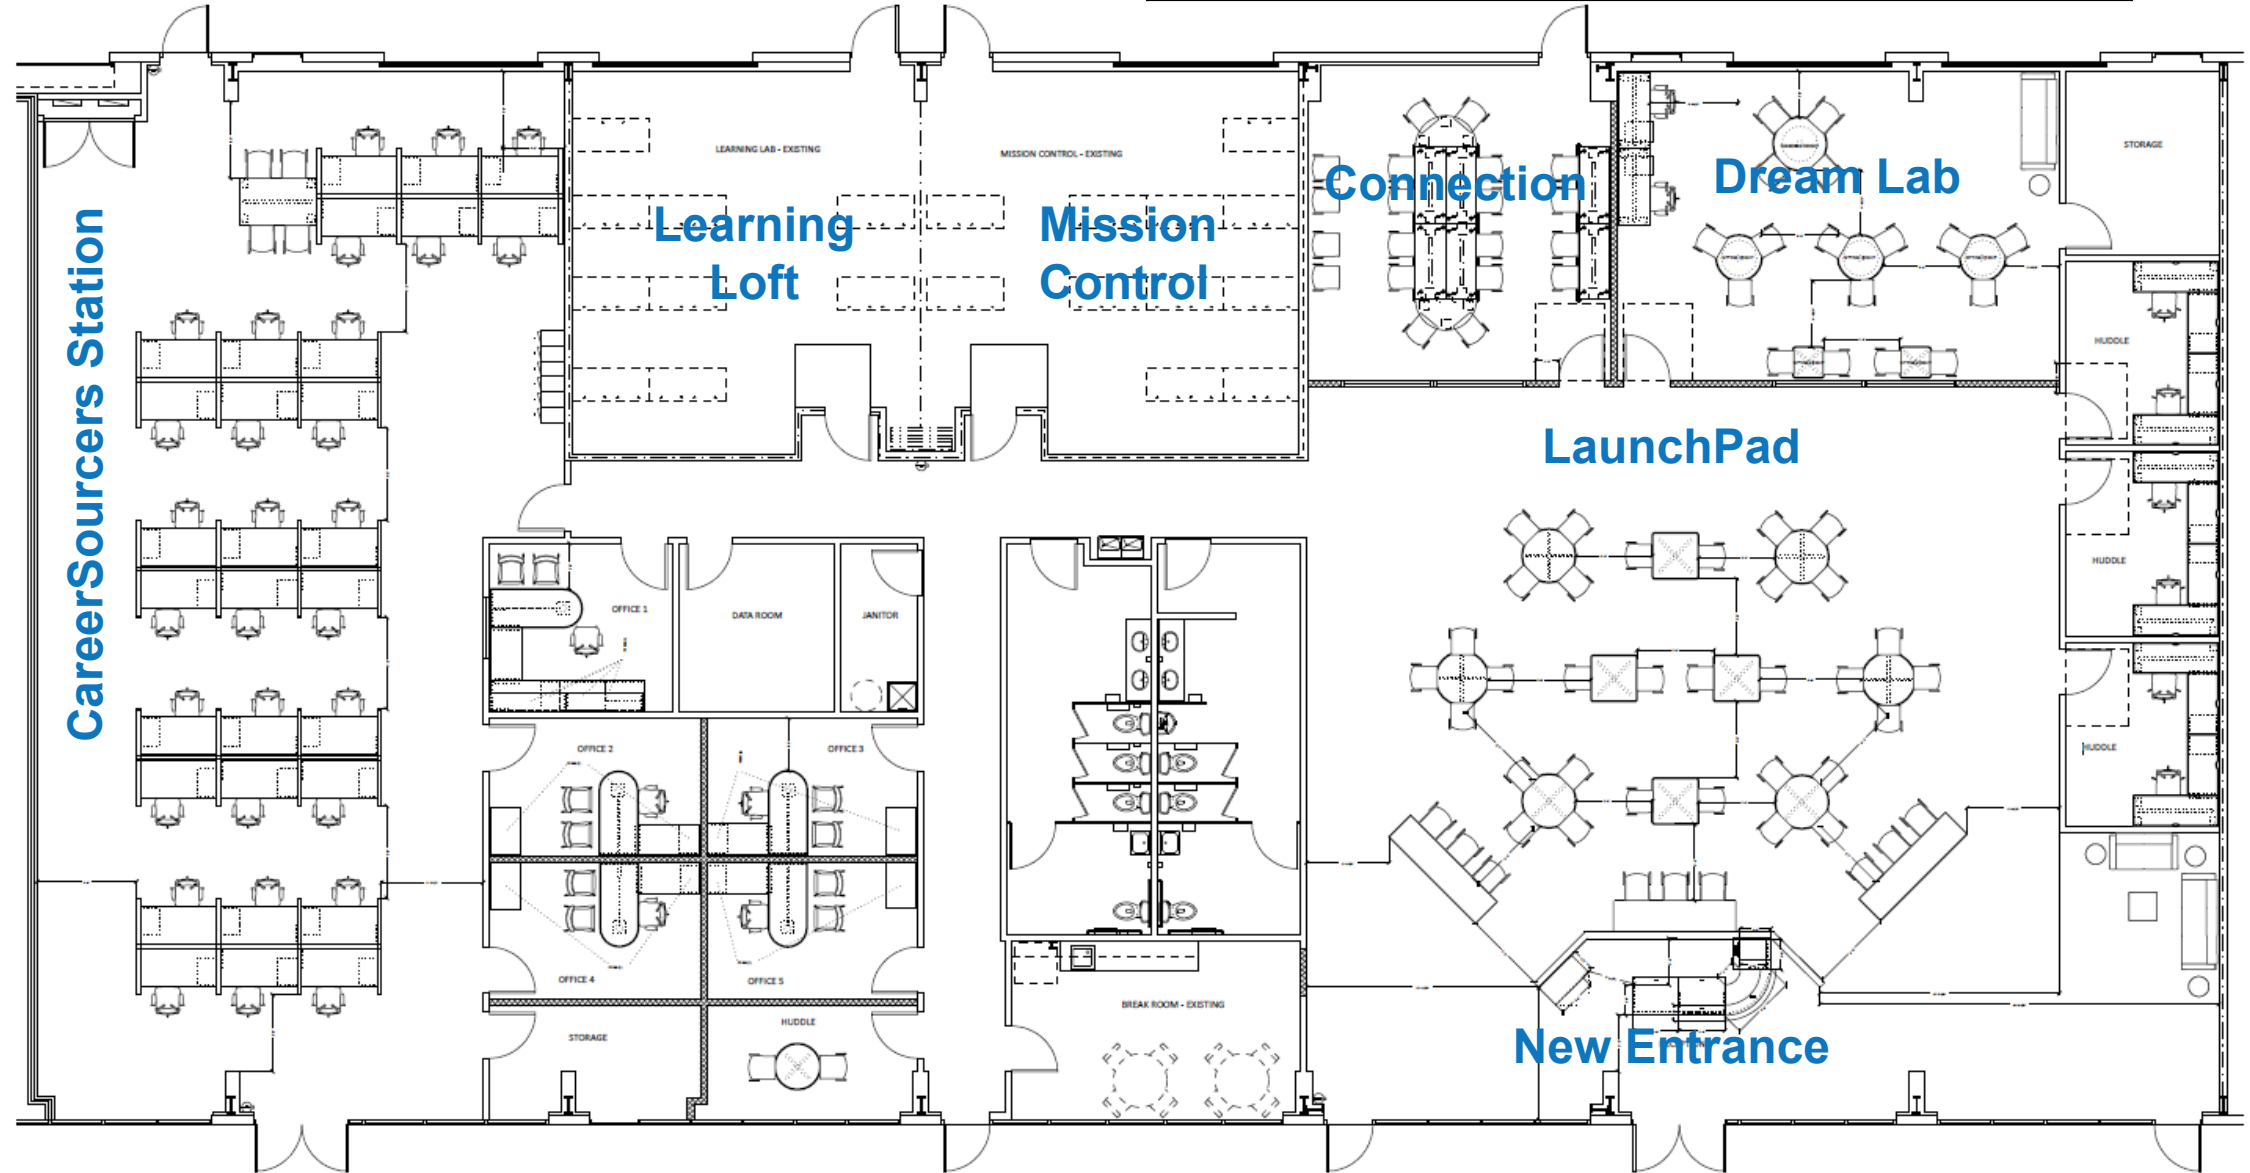 LEARNING LAB - EXISTING
MISSION CONTROL - EXISTING
STORAGE
Connection
Dream Lab
Learning
Loft
Mission
Control
CareerSourcers Station
HUDDLE
LaunchPad
HUDDLE
OFFICE 1
DATA ROOM
JANITOR
OFFICE 2
OFFICE 3
HUDDLE
OFFICE 4
OFFICE 5
BREAK ROOM - EXISTING
HUDDLE
STORAGE
New Entrance